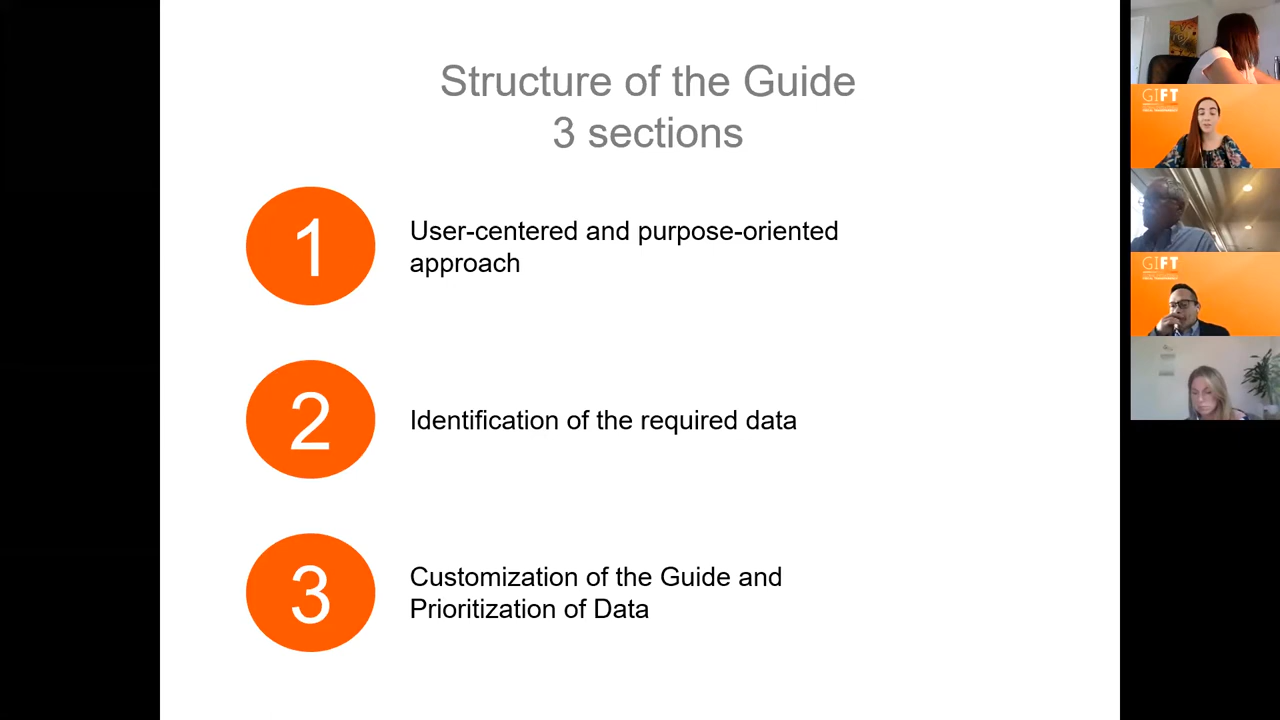 Structure of the Guide
3 sections
1
User-centered and purpose-oriented
approach
2
Identification of the required data
3
Customization of the Guide and
Prioritization of Data
GIFT
GIFT